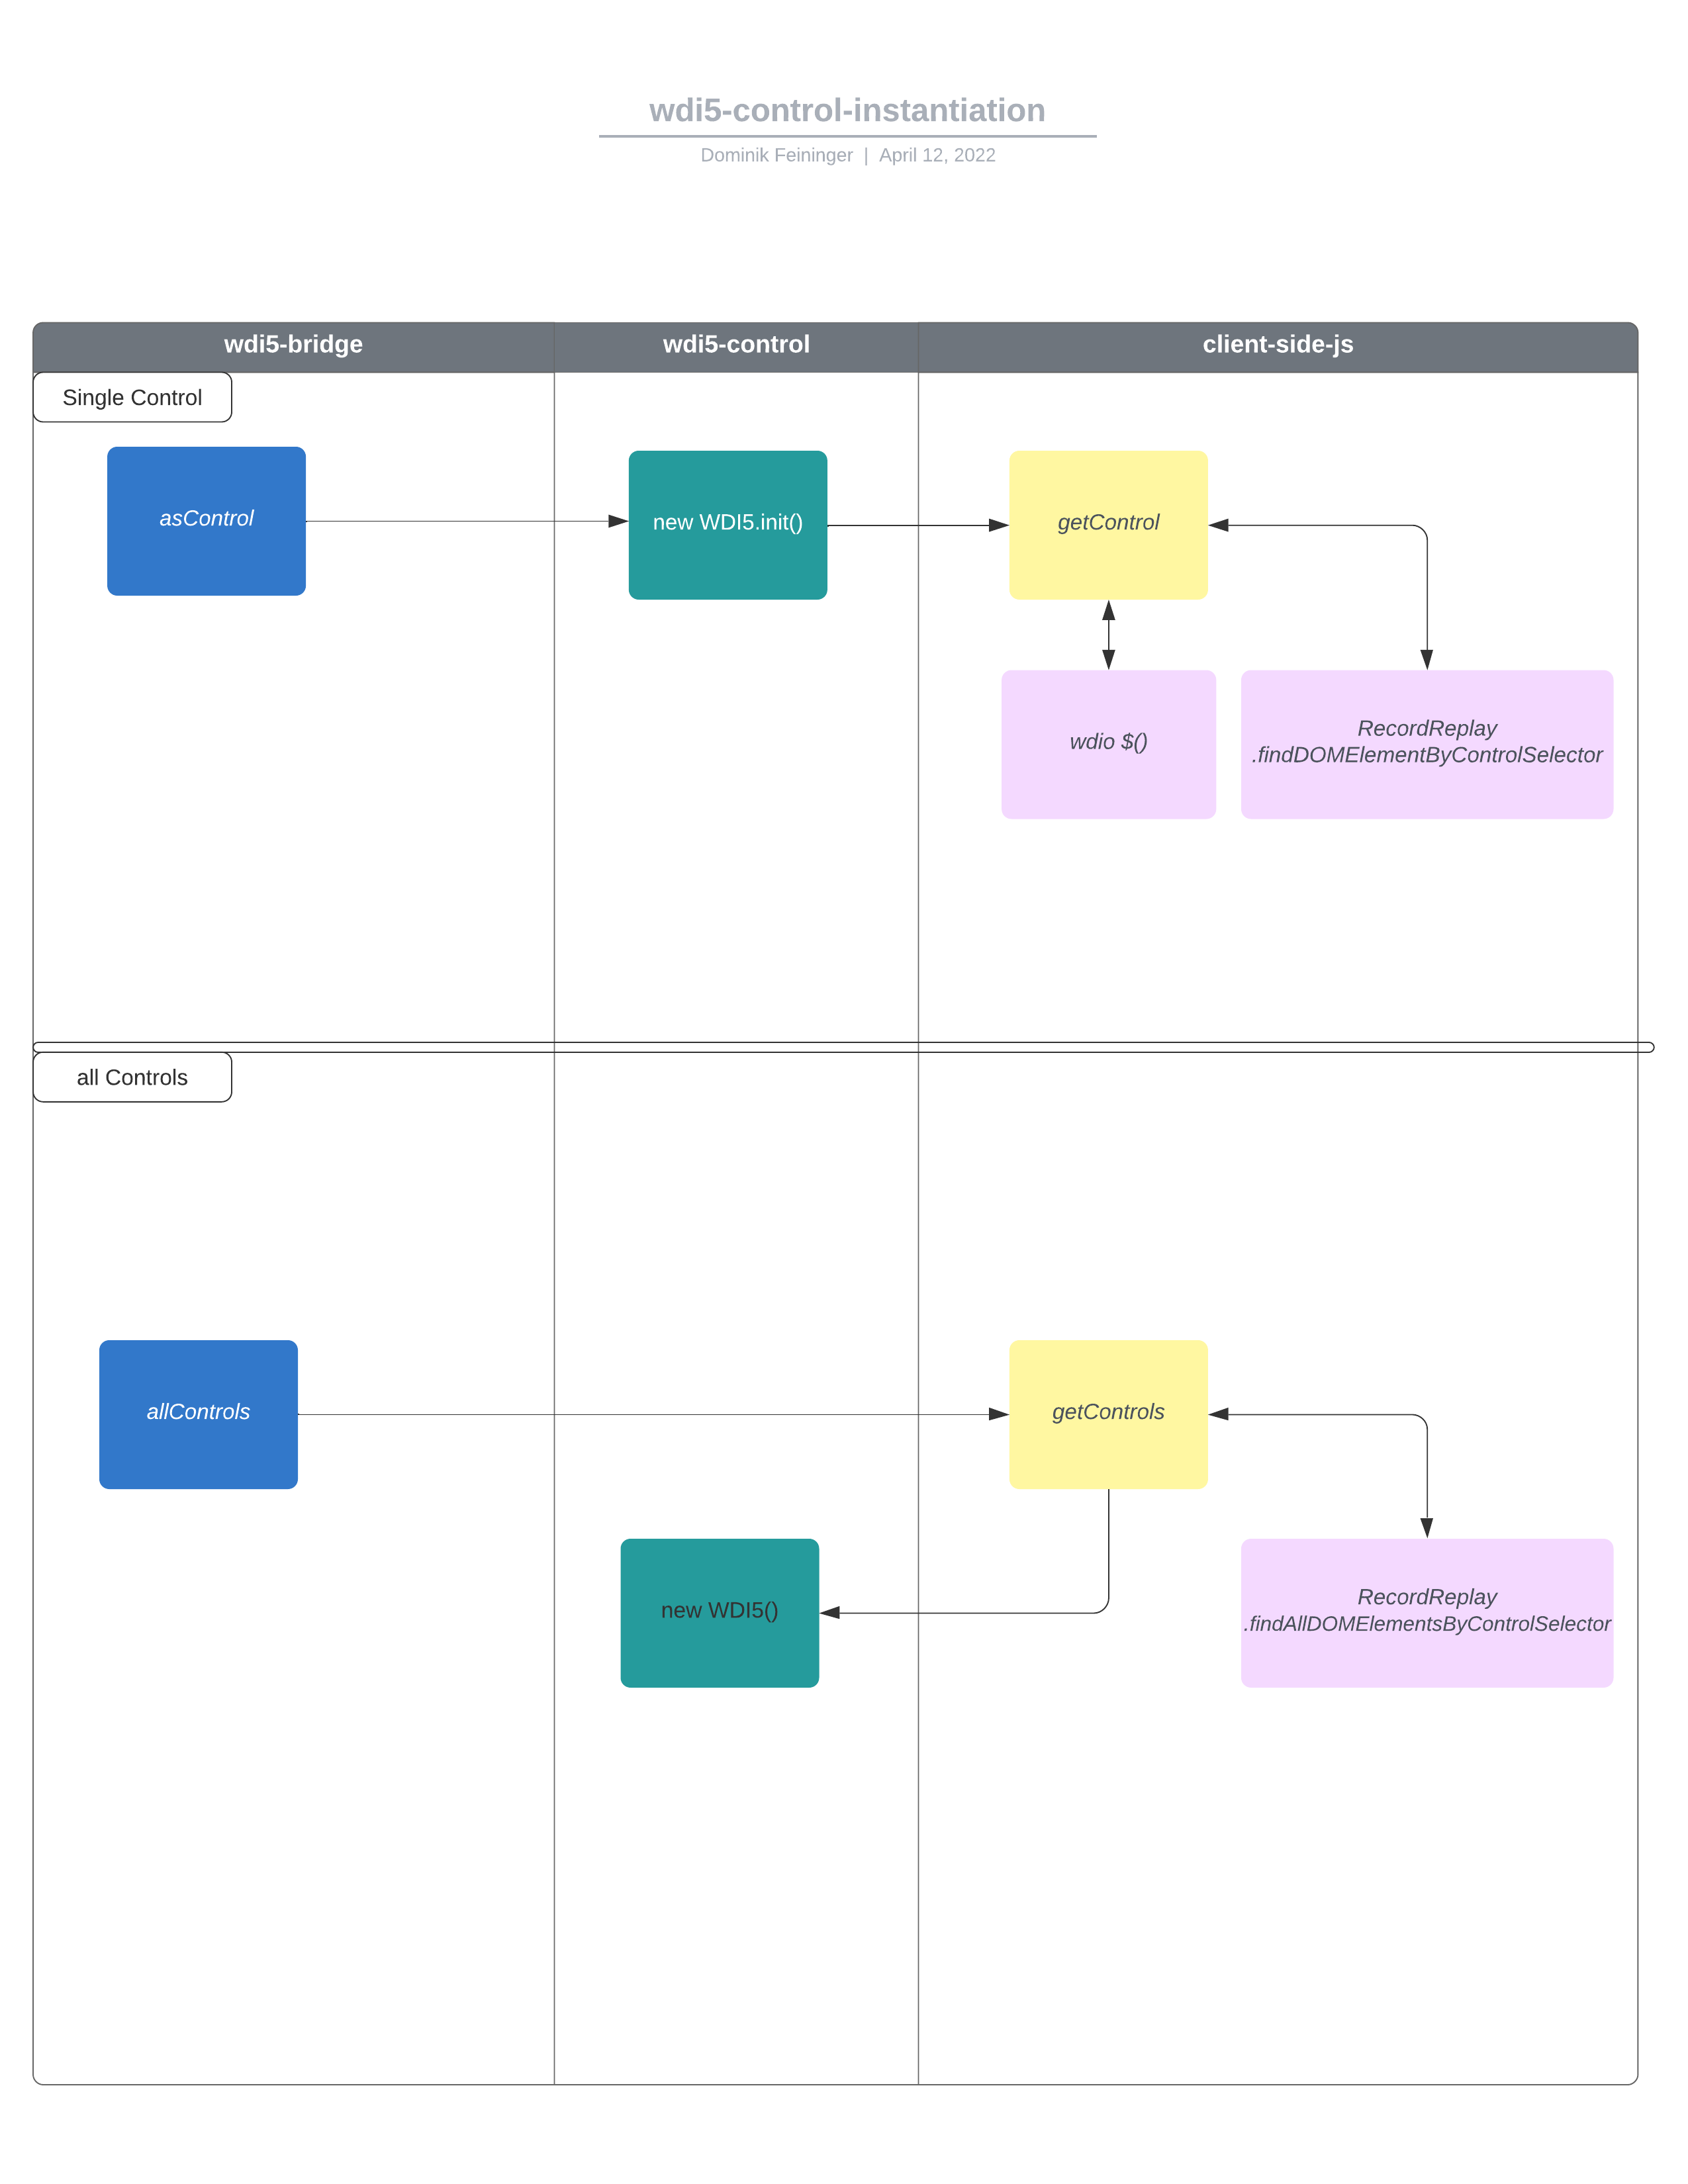 wdi5-control-instantiation
Dominik Feininger | April 12, 2022
wdi5-bridge
wdi5-control
client-side-js
Single Control
asControl
new WDI5.init()
getControl
wdio $()
RecordReplay
.findDOMElementByControlSelector
all Controls
allControls
getControls
new WDI5()
RecordReplay
.findAllDOMElementsByControlSelector